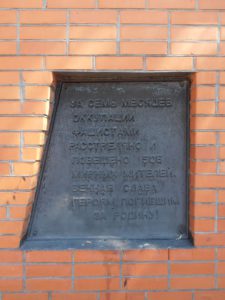 ЗА СЕМЬ МЕСЯЦЕВ
ОККУПАЦИИ
ФАШИСТАМИ
РАССТРЕЛЯНО И
ПОВЕШЕНО
МИРНЫХ ЖИТЕЛЕЙ.
ВЕЧНАЯ СЛАВА
ГЕРОЯМ, ПОГИБШИМ
ЗА РОДИНУ!